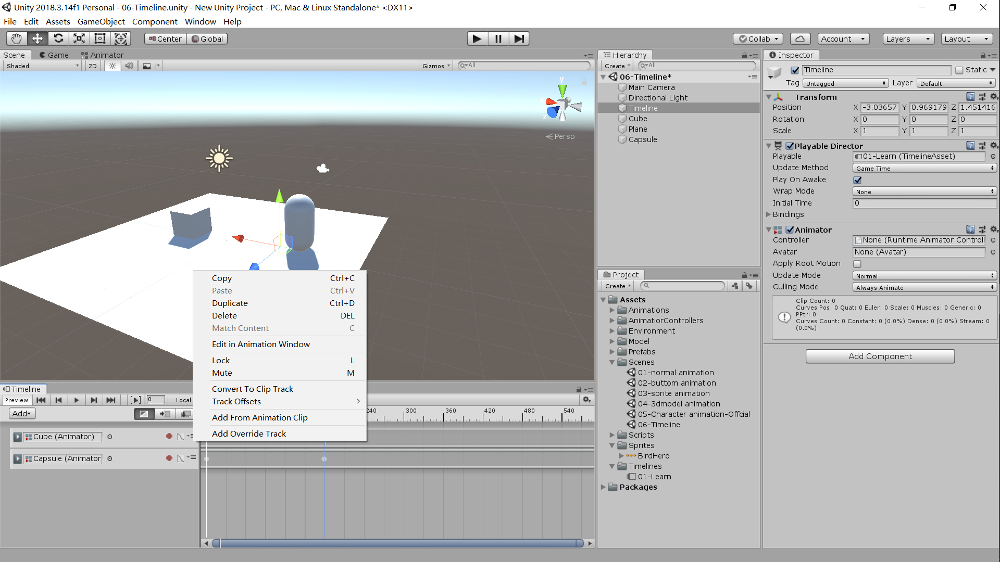 Unity 2018.3.14f1 Personal - 06-Timeline.unity - New Unity Project - PC, Mac & Linux Standalone* <DX11>
File Edit Assets GameObject Component Window Help
Center Global
Collab Account Layers Layout
Scene Game Animator
Shaded 2D Gizmos All
y
z
Persp
Hierarchy
Create All
06-Timeline*
Main Camera
Directional Light
Timeline
Cube
Plane
Capsule
Project
Create
Assets
Animations
AnimatiorControllers
Environment
Model
Prefabs
Scenes
01-normal animation
02-buttom animation
03-sprite animation
04-3dmodel animation
05-Character animation-Offcial
06-Timeline
Scripts
Sprites
BirdHero
Timelines
01-Learn
Packages
Inspector
Timeline Static
Tag Untagged Layer Default
Transform
Position X -3.03657 Y 0.969179 Z 1.451416
Rotation X 0 Y 0 Z 0
Scale X 1 Y 1 Z 1
Playable Director
Playable 01-Learn (TimelineAsset)
Update Method Game Time
Play On Awake
Wrap Mode None
Initial Time 0
Bindings
Animator
Controller None (Runtime Animator Controll
Avatar None (Avatar)
Apply Root Motion
Update Mode Normal
Culling Mode Always Animate
Clip Count: 0
Curves Pos: 0 Quat: 0 Euler: 0 Scale: 0 Muscles: 0 Generic: 0
PPtr: 0
Curves Count: 0 Constant: 0 (0.0%) Dense: 0 (0.0%) Stream: 0
(0.0%)
Add Component
Copy Ctrl+C
Paste Ctrl+V
Duplicate Ctrl+D
Delete DEL
Match Content C
Edit in Animation Window
Lock L
Mute M
Convert To Clip Track
Track Offsets
Add From Animation Clip
Add Override Track
Timeline
Preview 0 Local
Add
240 300 360 420 480 540
Cube (Animator)
Capsule (Animator